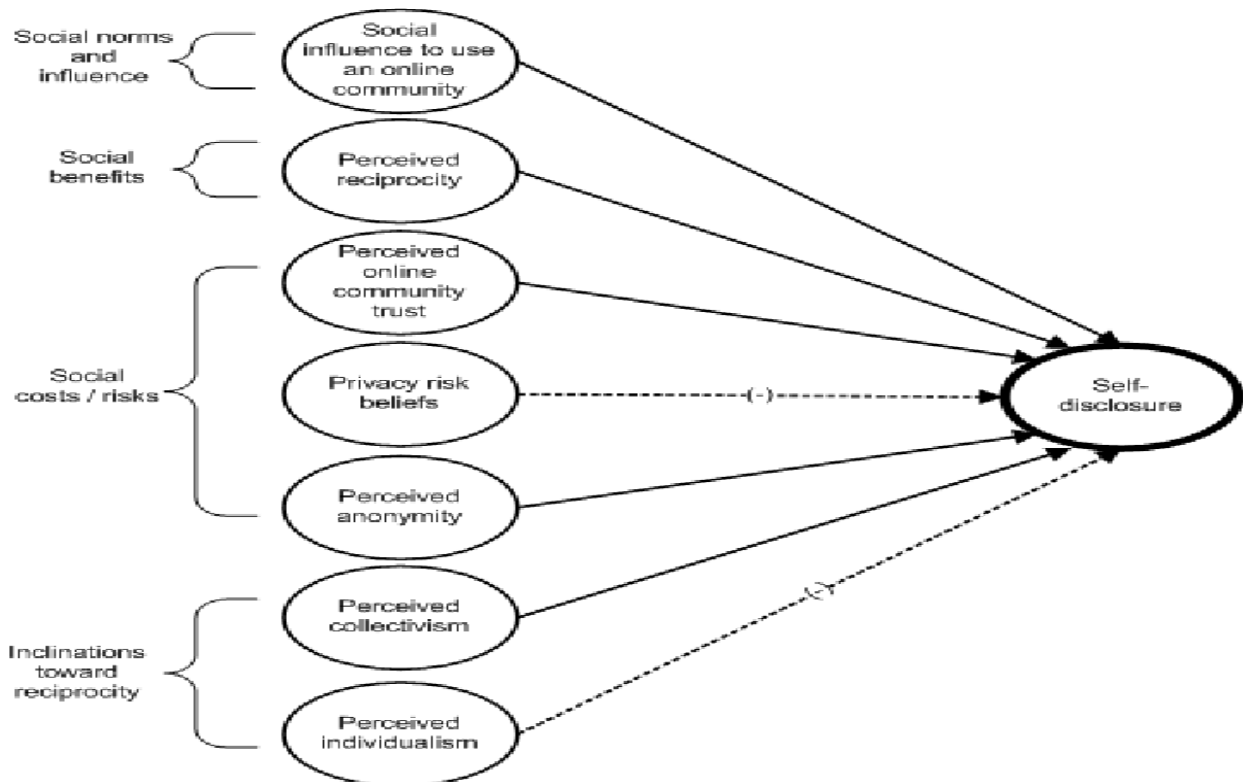 Social norms
and
influence
Social
influence to use
an online
community
Social
benefits
Perceived
reciprocity
Social
costs / risks
Perceived
online
community
trust
Privacy risk
beliefs
(-)
Perceived
anonymity
Inclinations
toward
reciprocity
Perceived
collectivism
Perceived
individualism
(-)
Self-
disclosure